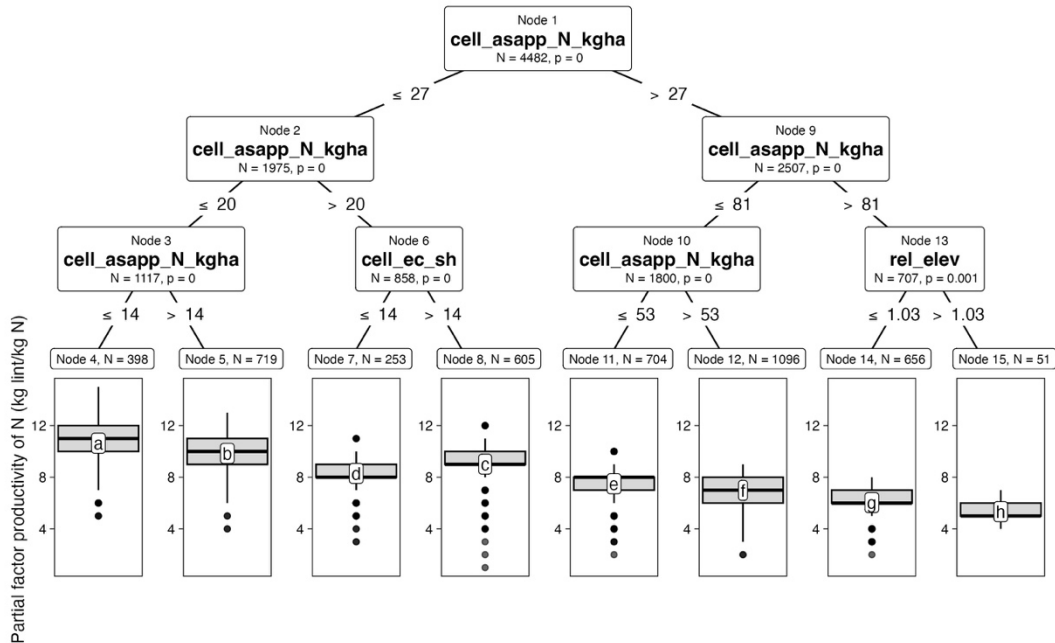 Node 1
cell_asapp_N_kgha
N = 4482, p = 0
≤ 27
> 27
Node 2
cell_asapp_N_kgha
N = 1975, p = 0
Node 9
cell_asapp_N_kgha
N = 2507, p = 0
≤ 20
> 20
≤ 81
> 81
Node 3
cell_asapp_N_kgha
N = 1117, p = 0
Node 6
cell_ec_sh
N = 858, p = 0
Node 10
cell_asapp_N_kgha
N = 1800, p = 0
Node 13
rel_elev
N = 707, p = 0.001
≤ 14
> 14
≤ 14
> 14
≤ 53
> 53
≤ 1.03
> 1.03
Node 4, N = 398
Node 5, N = 719
Node 7, N = 253
Node 8, N = 605
Node 11, N = 704
Node 12, N = 1096
Node 14, N = 656
Node 15, N = 51
Partial factor productivity of N (kg lint/kg N)
12
8
4
a
12
8
4
b
12
8
4
d
12
8
4
c
12
8
4
e
12
8
4
f
12
8
4
g
12
8
4
h